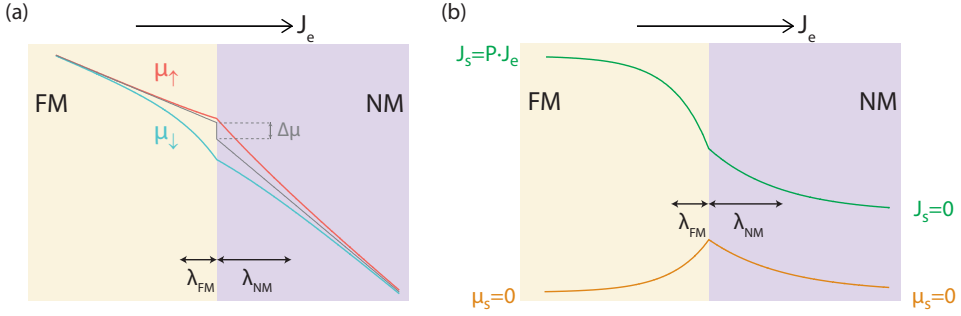 (a)
J_e
FM
μ↑
μ↓
NM
Δμ
λ_FM
λ_NM
(b)
J_e
J_s=P·J_e
FM
NM
λ_FM
λ_NM
J_s=0
μ_s=0
μ_s=0